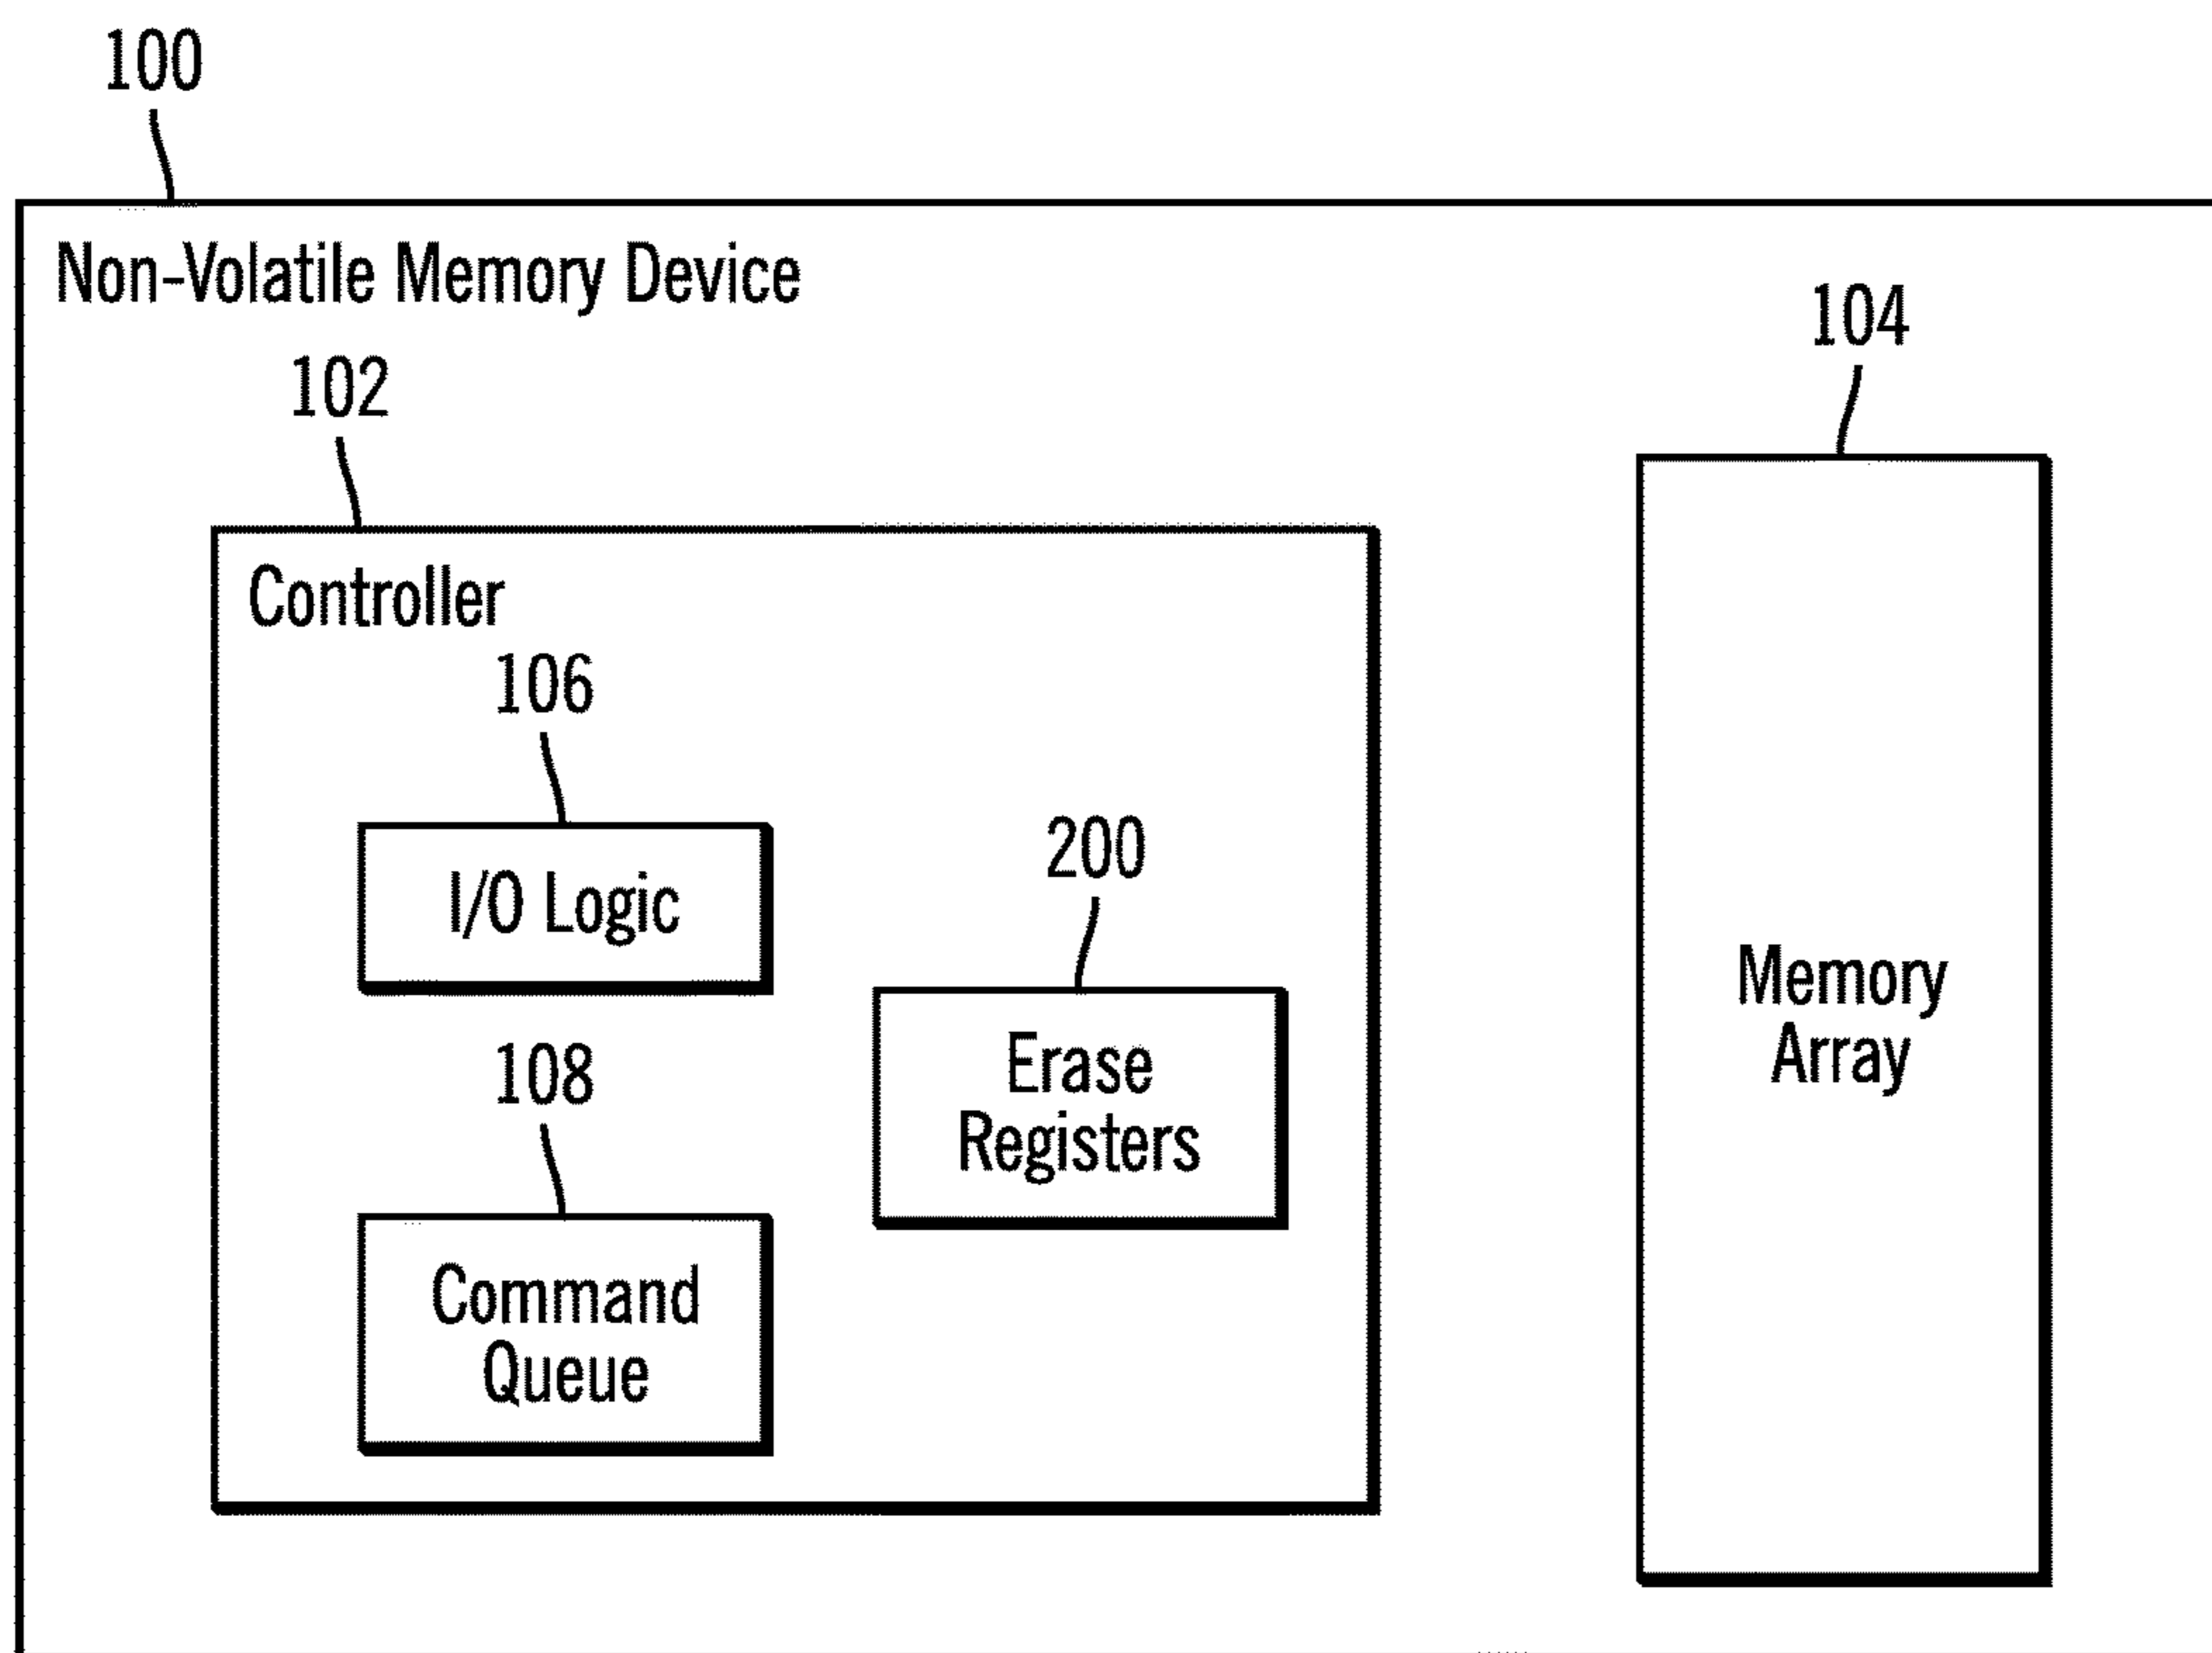 100
Non-Volatile Memory Device
104
102
Controller
106
I/O Logic
200
Erase
Registers
108
Command
Queue
Memory
Array